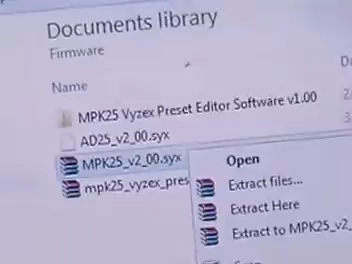 Documents library
Firmware
Name
MPK25 Vyzex Preset Editor Software v1.00
AD25_v2_00.syx
MPK25_v2_00.syx
mpk25_vyzex_pres
Open
Extract files...
Extract Here
Extract to MPK25_v2_